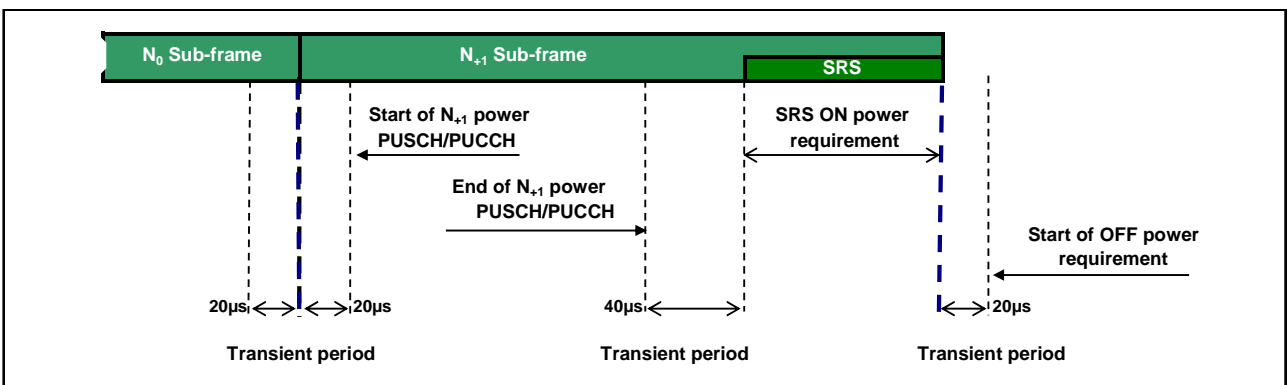 N₀ Sub-frame
N₊₁ Sub-frame
SRS
Start of N₊₁ power
PUSCH/PUCCH
SRS ON power
requirement
End of N₊₁ power
PUSCH/PUCCH
Start of OFF power
requirement
20µs
20µs
40µs
20µs
Transient period
Transient period
Transient period